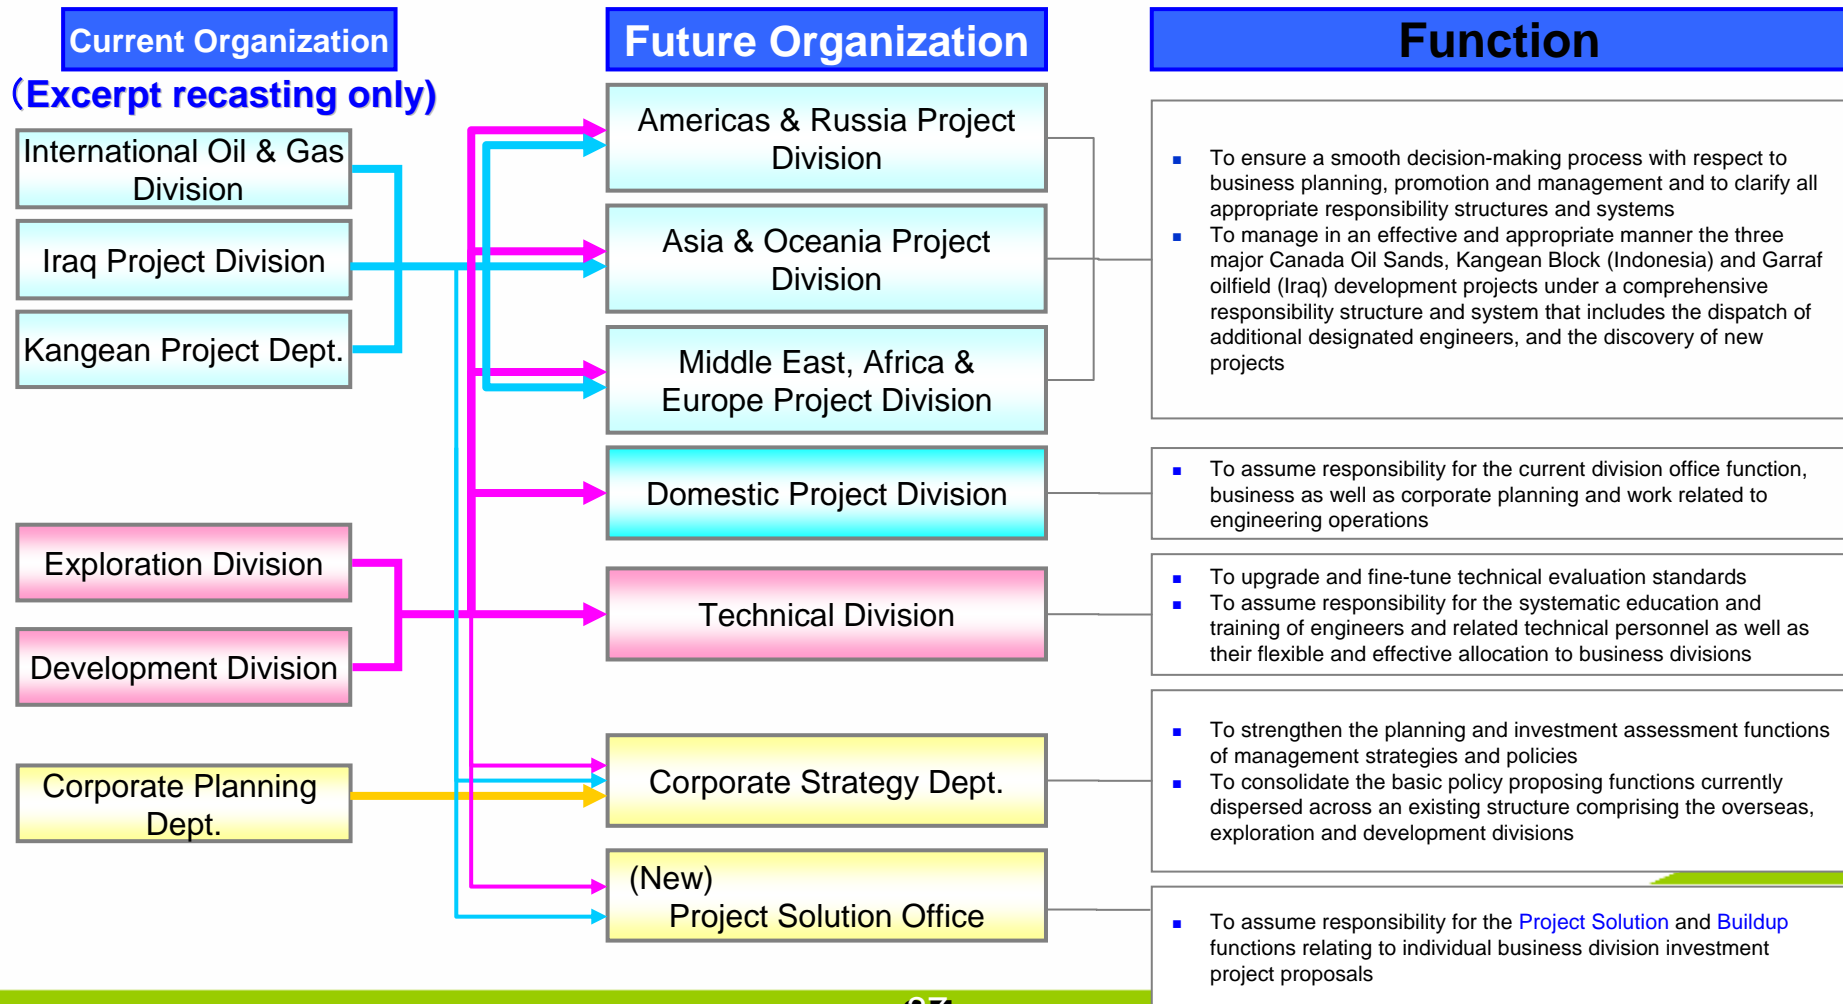 Current Organization
(Excerpt recasting only)
International Oil & Gas
Division
Iraq Project Division
Kangean Project Dept.
Exploration Division
Development Division
Corporate Planning
Dept.
Future Organization
Americas & Russia Project
Division
Asia & Oceania Project
Division
Middle East, Africa &
Europe Project Division
Domestic Project Division
Technical Division
Corporate Strategy Dept.
(New)
Project Solution Office
Function
■ To ensure a smooth decision-making process with respect to
business planning, promotion and management and to clarify all
appropriate responsibility structures and systems
■ To manage in an effective and appropriate manner the three
major Canada Oil Sands, Kangean Block (Indonesia) and Garraf
oilfield (Iraq) development projects under a comprehensive
responsibility structure and system that includes the dispatch of
additional designated engineers, and the discovery of new
projects
■ To assume responsibility for the current division office function,
business as well as corporate planning and work related to
engineering operations
■ To upgrade and fine-tune technical evaluation standards
■ To assume responsibility for the systematic education and
training of engineers and related technical personnel as well as
their flexible and effective allocation to business divisions
■ To strengthen the planning and investment assessment functions
of management strategies and policies
■ To consolidate the basic policy proposing functions currently
dispersed across an existing structure comprising the overseas,
exploration and development divisions
■ To assume responsibility for the Project Solution and Buildup
functions relating to individual business division investment
project proposals